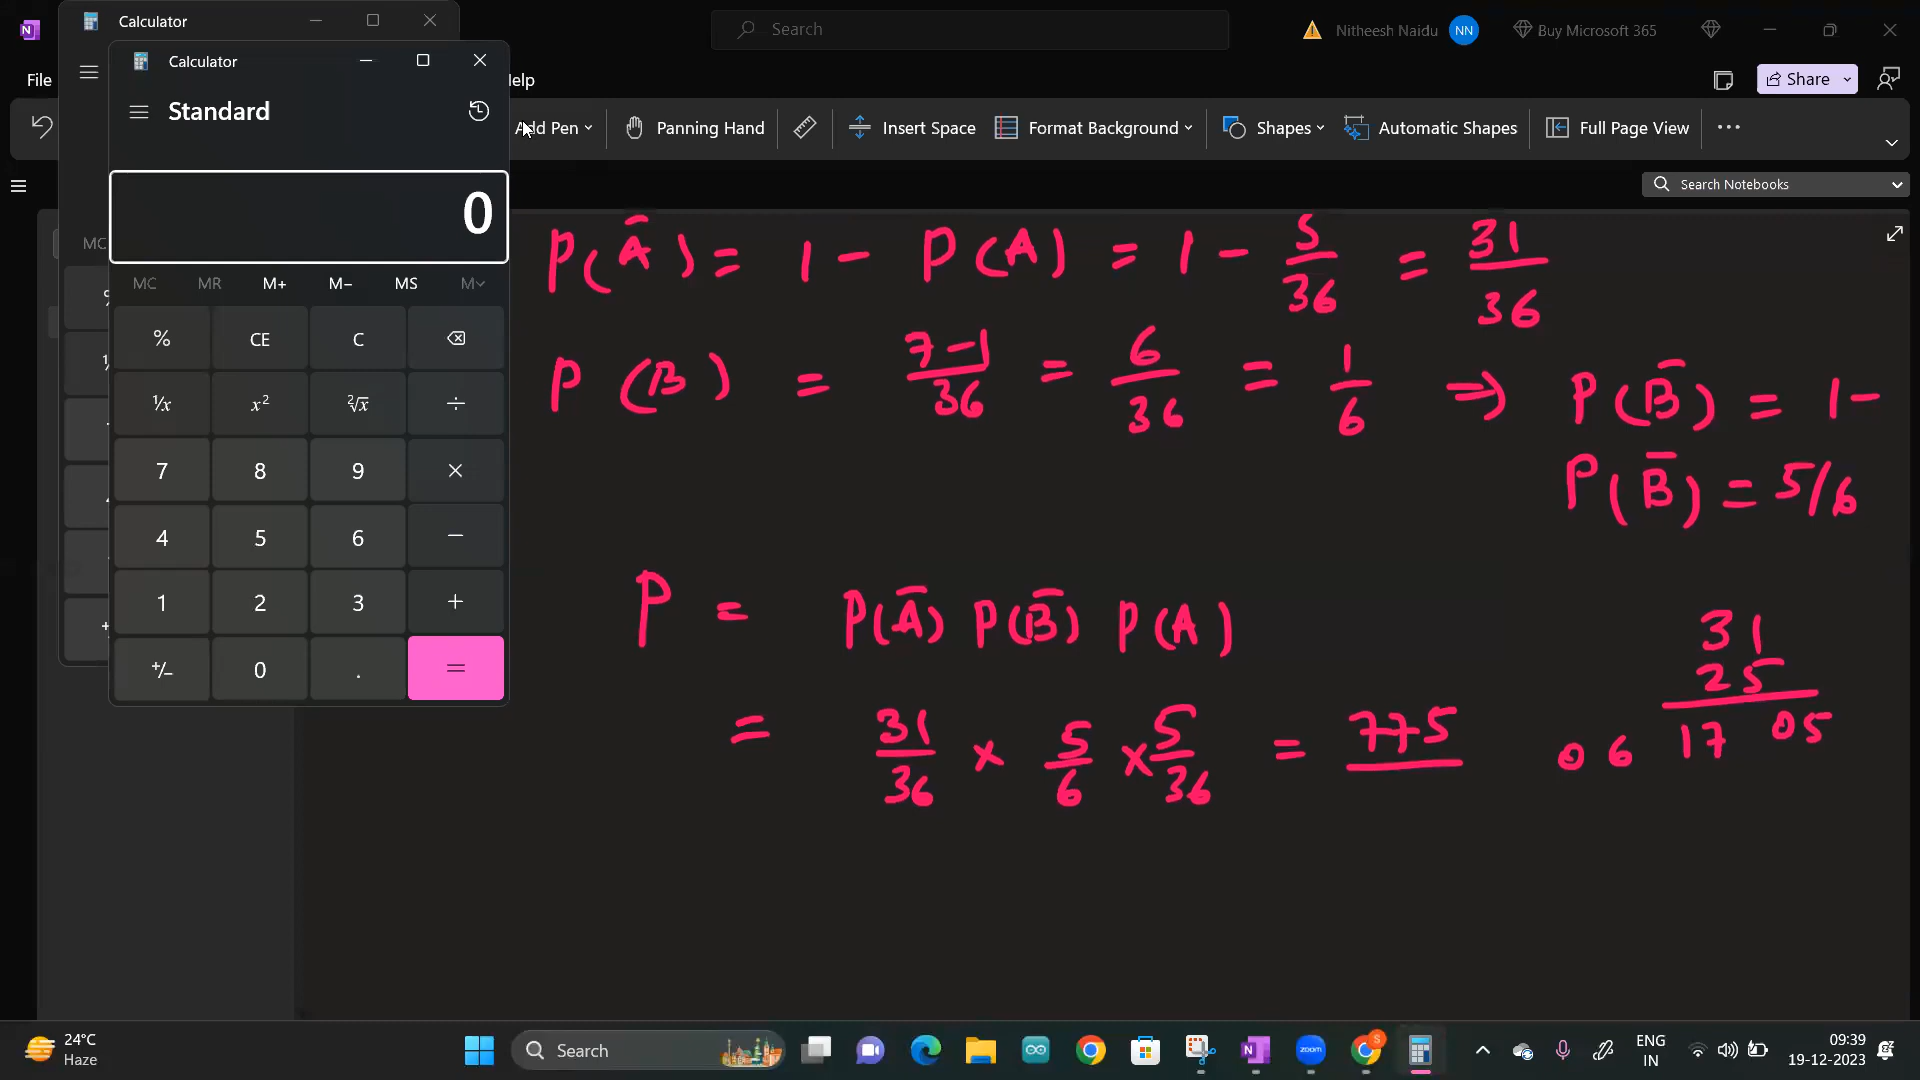 Calculator
Calculator
Search
Nitheesh Naidu NN Buy Microsoft 365
File
Help
Share
Standard
Add Pen Panning Hand Insert Space Format Background Shapes Automatic Shapes Full Page View
Search Notebooks
0
MC
MC MR M+ M− MS M
% CE C
1/x x² ²√x ÷
7 8 9 ×
4 5 6 −
1 2 3 +
+/− 0 . =
P(Ā) = 1 - P(A) = 1 - 5/36 = 31/36
P(B) = 7-1/36 = 6/36 = 1/6 ⇒ P(B̄) = 1-
P(B̄) = 5/6
P = P(Ā) P(B̄) P(A)
31
25
= 31/36 × 5/6 × 5/36 = 775
06 17 05
24°C
Haze
Search
zoom
S
ENG
IN
09:39
19-12-2023